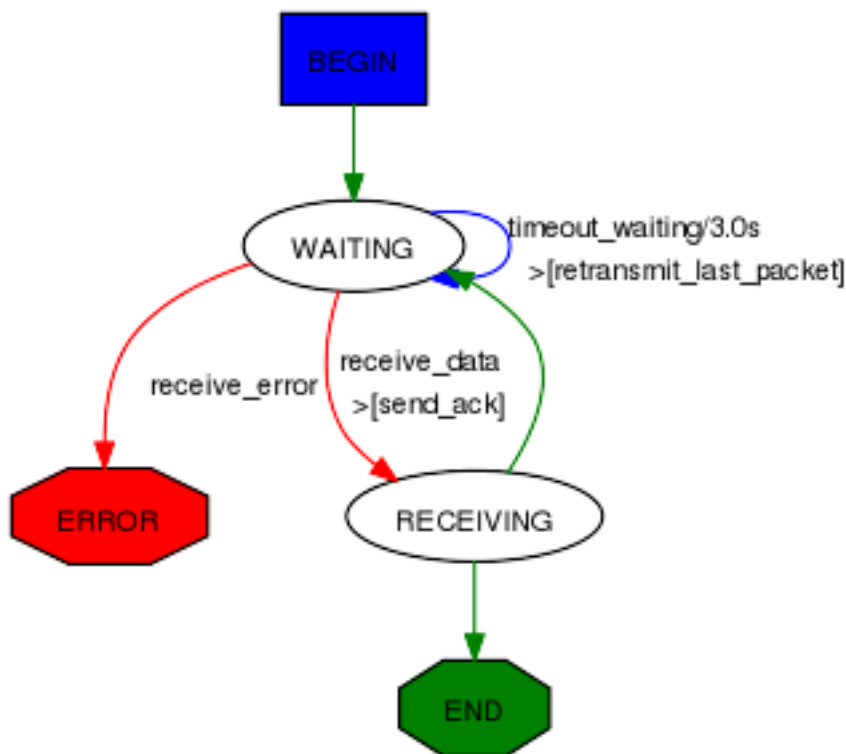 BEGIN
WAITING
timeout_waiting/3.0s
>[retransmit_last_packet]
receive_error
receive_data
>[send_ack]
ERROR
RECEIVING
END